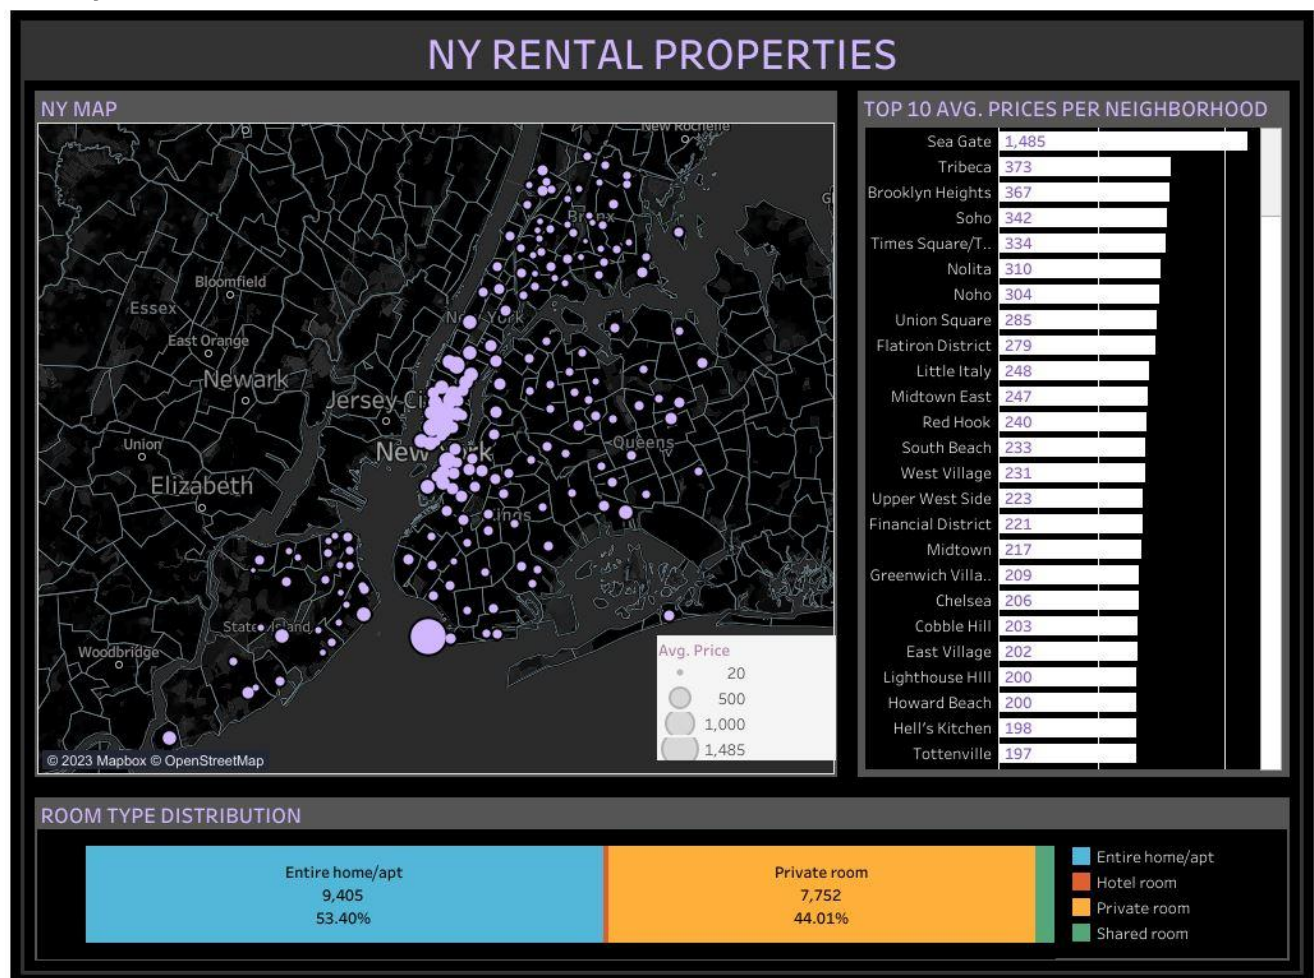 NY RENTAL PROPERTIES
NY MAP
New Rochelle
Bronx
Bloomfield
Essex
New York
East Orange
Newark
Jersey Ci
Union
New York
Queens
Elizabeth
Kings
Staten Island
Woodbridge
Avg. Price
20
500
1,000
1,485
© 2023 Mapbox © OpenStreetMap
TOP 10 AVG. PRICES PER NEIGHBORHOOD
Sea Gate 1,485
Tribeca 373
Brooklyn Heights 367
Soho 342
Times Square/T.. 334
Nolita 310
Noho 304
Union Square 285
Flatiron District 279
Little Italy 248
Midtown East 247
Red Hook 240
South Beach 233
West Village 231
Upper West Side 223
Financial District 221
Midtown 217
Greenwich Villa.. 209
Chelsea 206
Cobble Hill 203
East Village 202
Lighthouse HIll 200
Howard Beach 200
Hell's Kitchen 198
Tottenville 197
ROOM TYPE DISTRIBUTION
Entire home/apt
9,405
53.40%
Private room
7,752
44.01%
Entire home/apt
Hotel room
Private room
Shared room